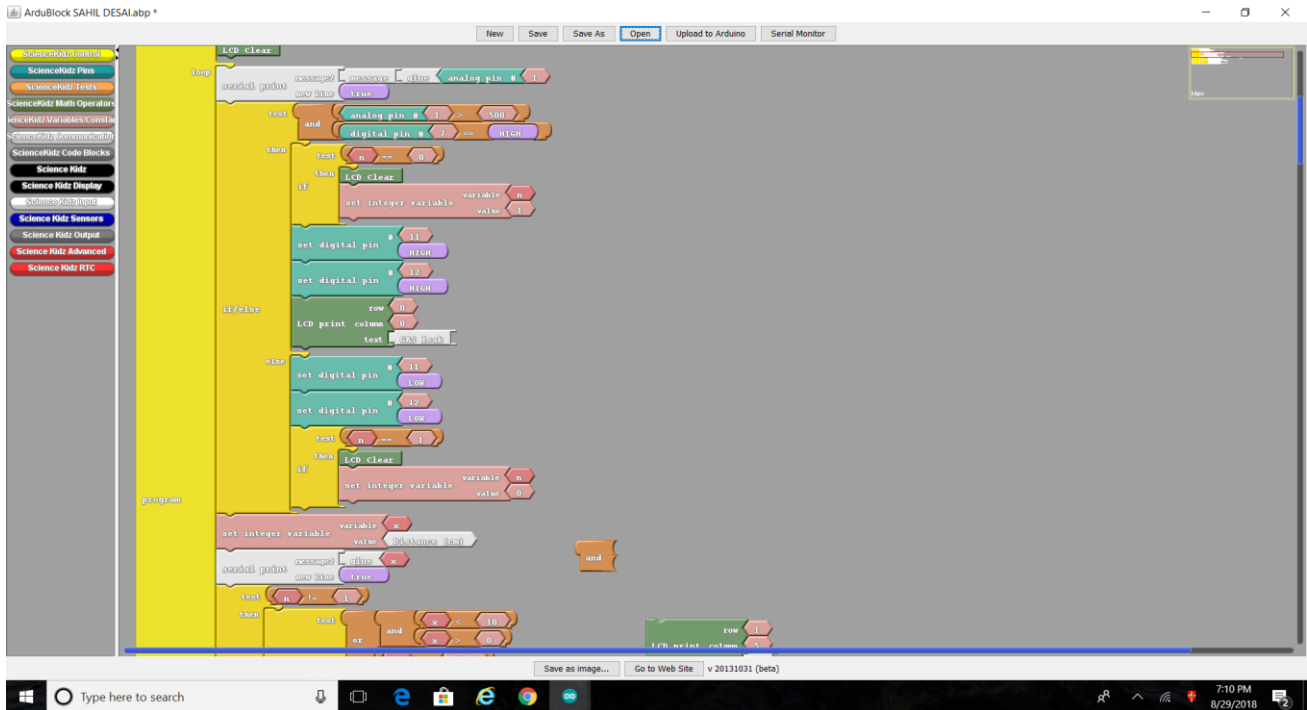 ArduBlock SAHIL DESAI.abp *
New Save Save As Open Upload to Arduino Serial Monitor
ScienceKidz Control
ScienceKidz Pins
ScienceKidz Tests
ScienceKidz Math Operators
ienceKidz Variables/Constan
ScienceKidz Communicatio
ScienceKidz Code Blocks
Science Kidz
Science Kidz Display
Science Kidz Input
Science Kidz Sensors
Science Kidz Output
Science Kidz Advanced
Science Kidz RTC
program
LCD Clear
loop
serial print message2 message glue analog pin # 1
new line true
if/else
test and analog pin # 1 > 500
digital pin # 7 == HIGH
then
if test n == 0
then LCD Clear
set integer variable variable n
value 1
set digital pin # 11
HIGH
set digital pin # 12
HIGH
LCD print row 0
column 0
text GAS leak
else
set digital pin # 11
LOW
set digital pin # 12
LOW
if test n == 1
then LCD Clear
set integer variable variable n
value 0
set integer variable variable x
value Distance (cm)
serial print message2 glue x
new line true
test n != 1
then
test or and x < 10
x > 0
and
row 1
LCD print column 5
Save as image... Go to Web Site v 20131031 (beta)
Type here to search
7:10 PM
8/29/2018